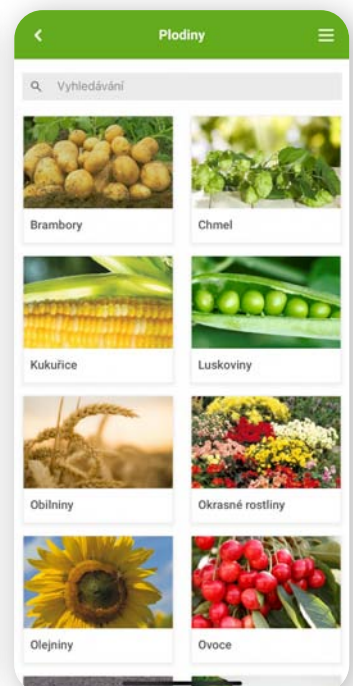 Plodiny
Vyhledávání
Brambory
Chmel
Kukuřice
Luskoviny
Obilniny
Okrasné rostliny
Olejniny
Ovoce